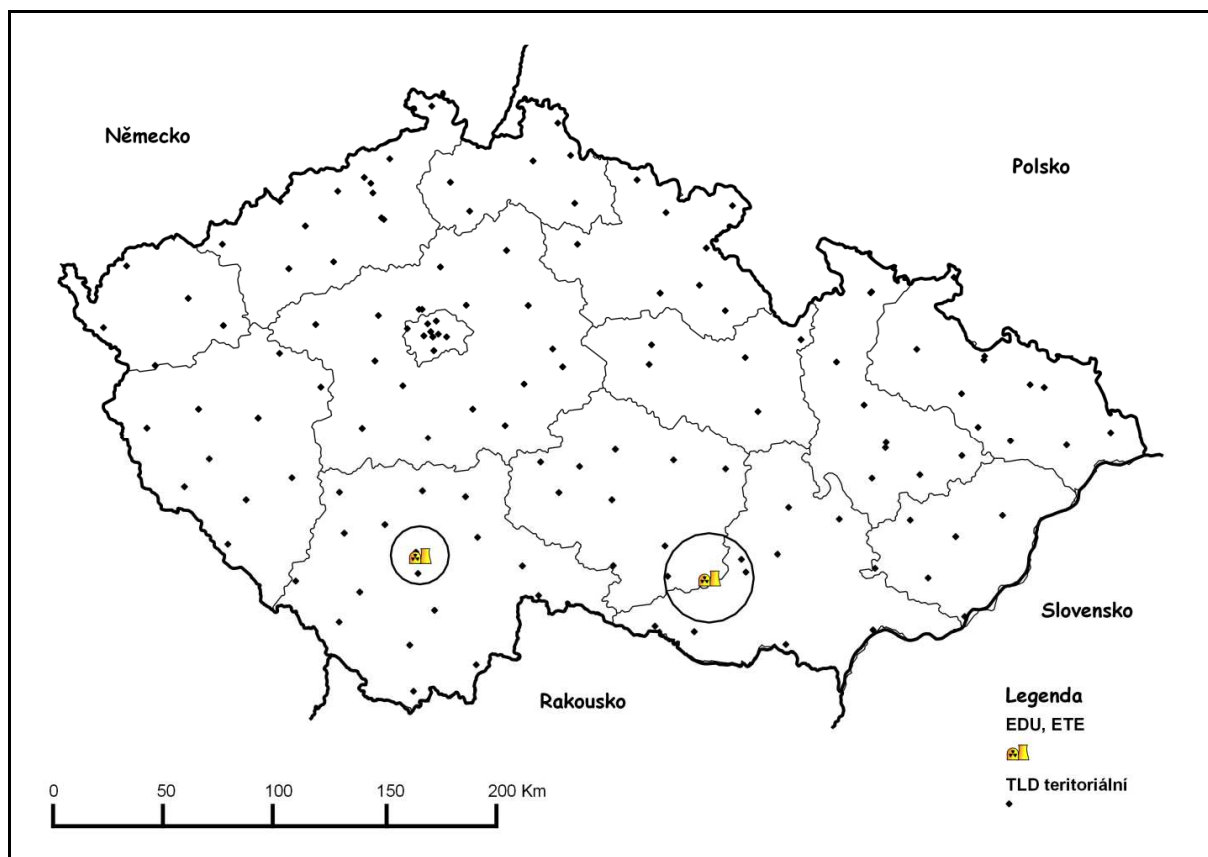 Německo
Polsko
Slovensko
Rakousko
Legenda
EDU, ETE
TLD teritoriální
0 50 100 150 200 Km